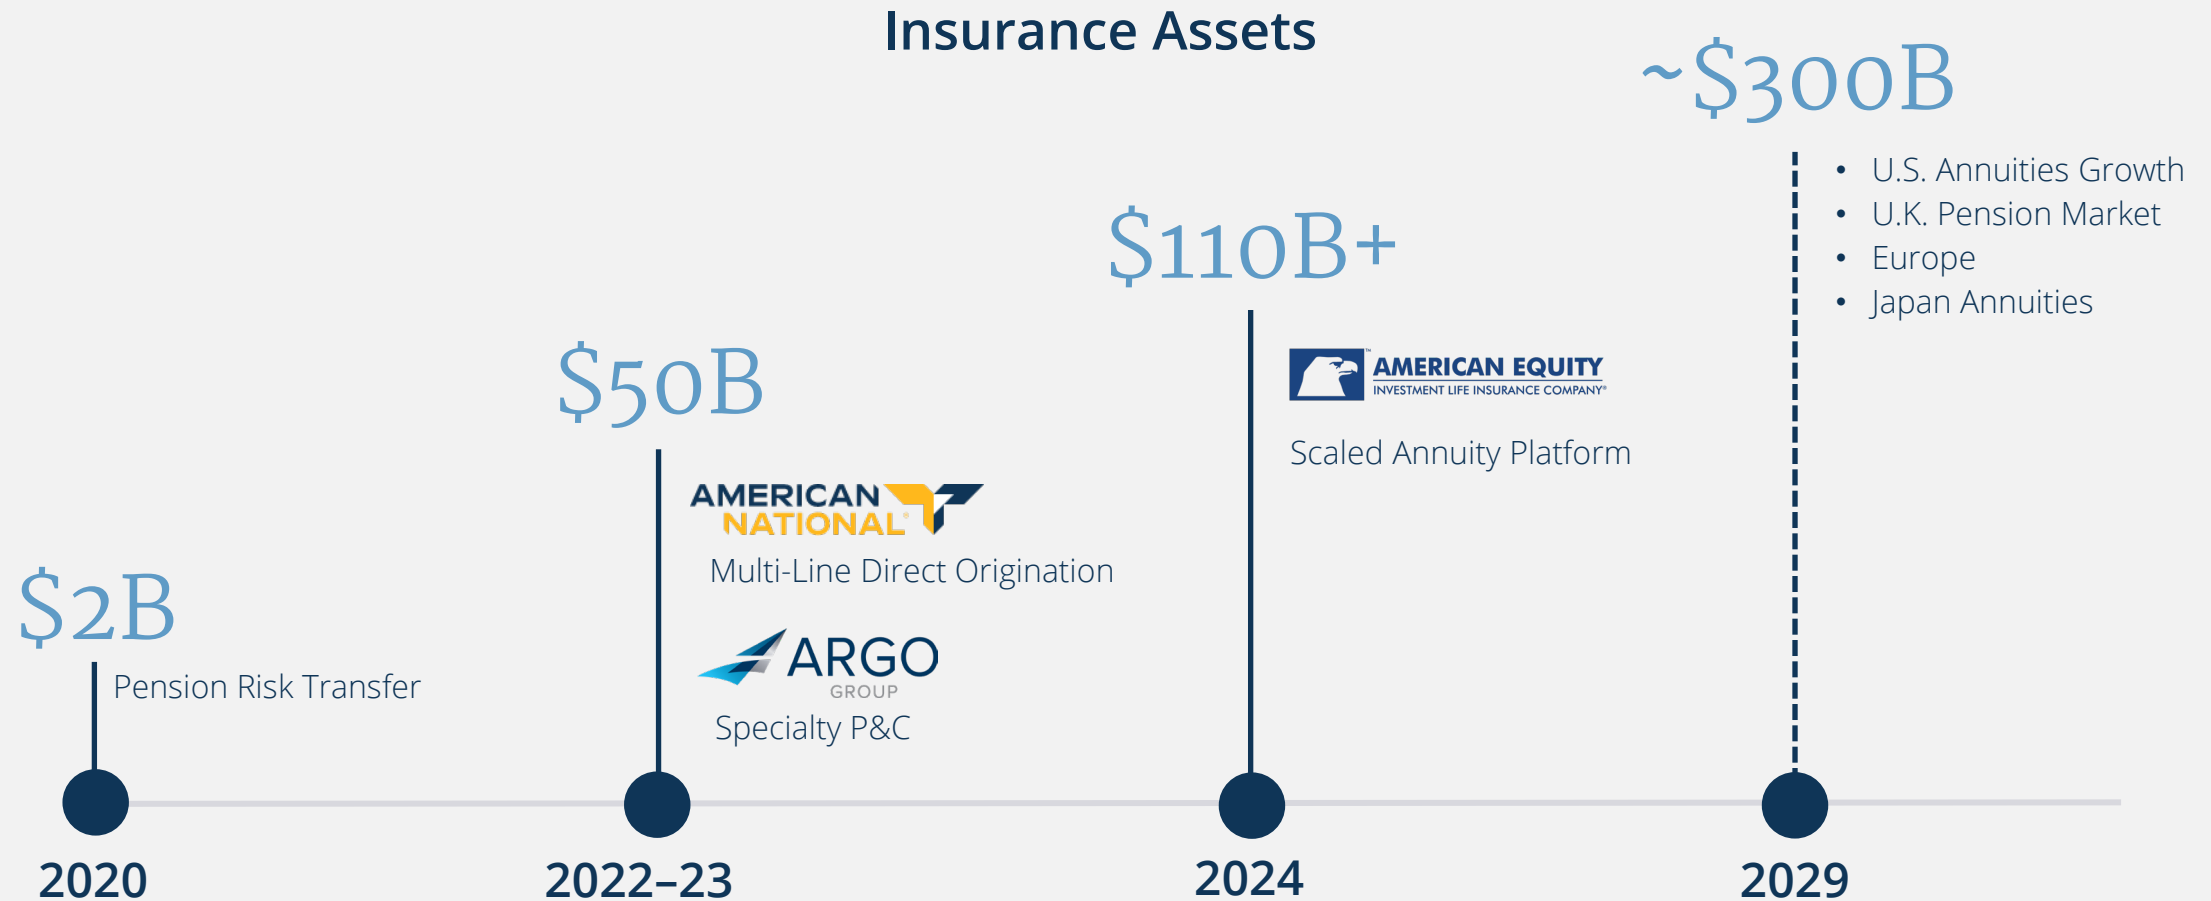 Insurance Assets
$2B
Pension Risk Transfer
2020
$50B
AMERICAN
NATIONAL®
Multi-Line Direct Origination
ARGO
GROUP
Specialty P&C
2022–23
$110B+
AMERICAN EQUITY™
INVESTMENT LIFE INSURANCE COMPANY®
Scaled Annuity Platform
2024
~$300B
• U.S. Annuities Growth
• U.K. Pension Market
• Europe
• Japan Annuities
2029